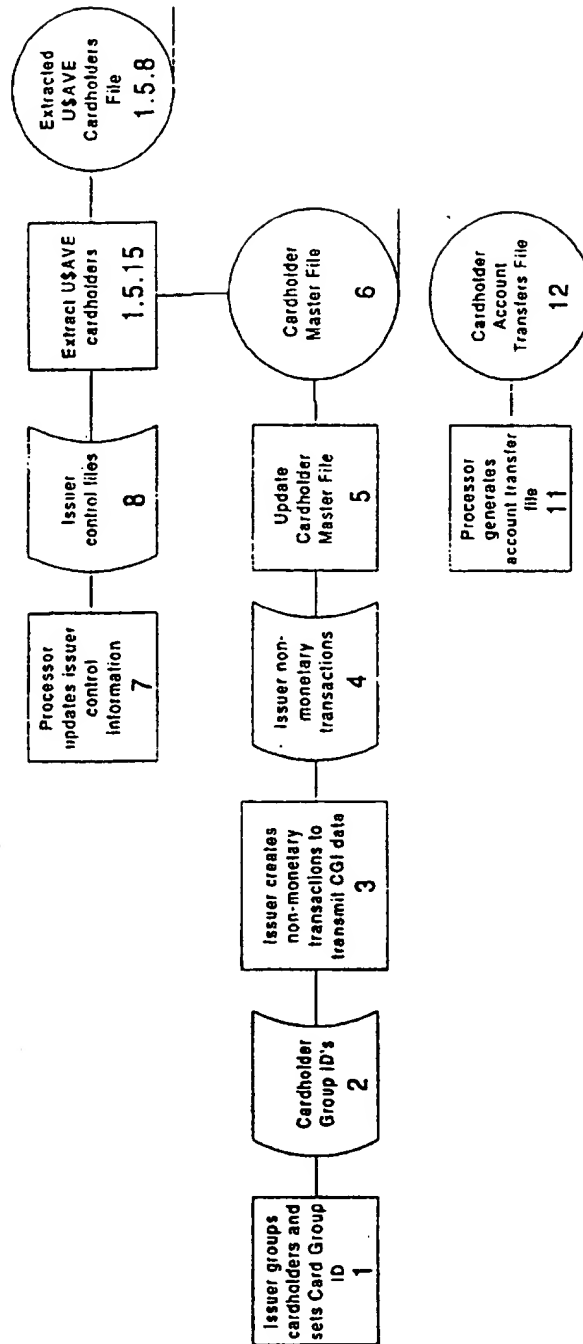 Processor
updates issuer
control
Information
7
Issuer
control files
8
Extract U$AVE
cardholders
1.5.15
Extracted
U$AVE
Cardholders
File
1.5.8
Issuer groups
cardholders and
sets Card Group
ID
1
Cardholder
Group ID's
2
Issuer creates
non-monetary
transactions to
transmit CGI data
3
Issuer non-
monetary
transactions
4
Update
Cardholder
Master File
5
Cardholder
Master File
6
Processor
generates
account transfer
file
11
Cardholder
Account
Transfers File
12